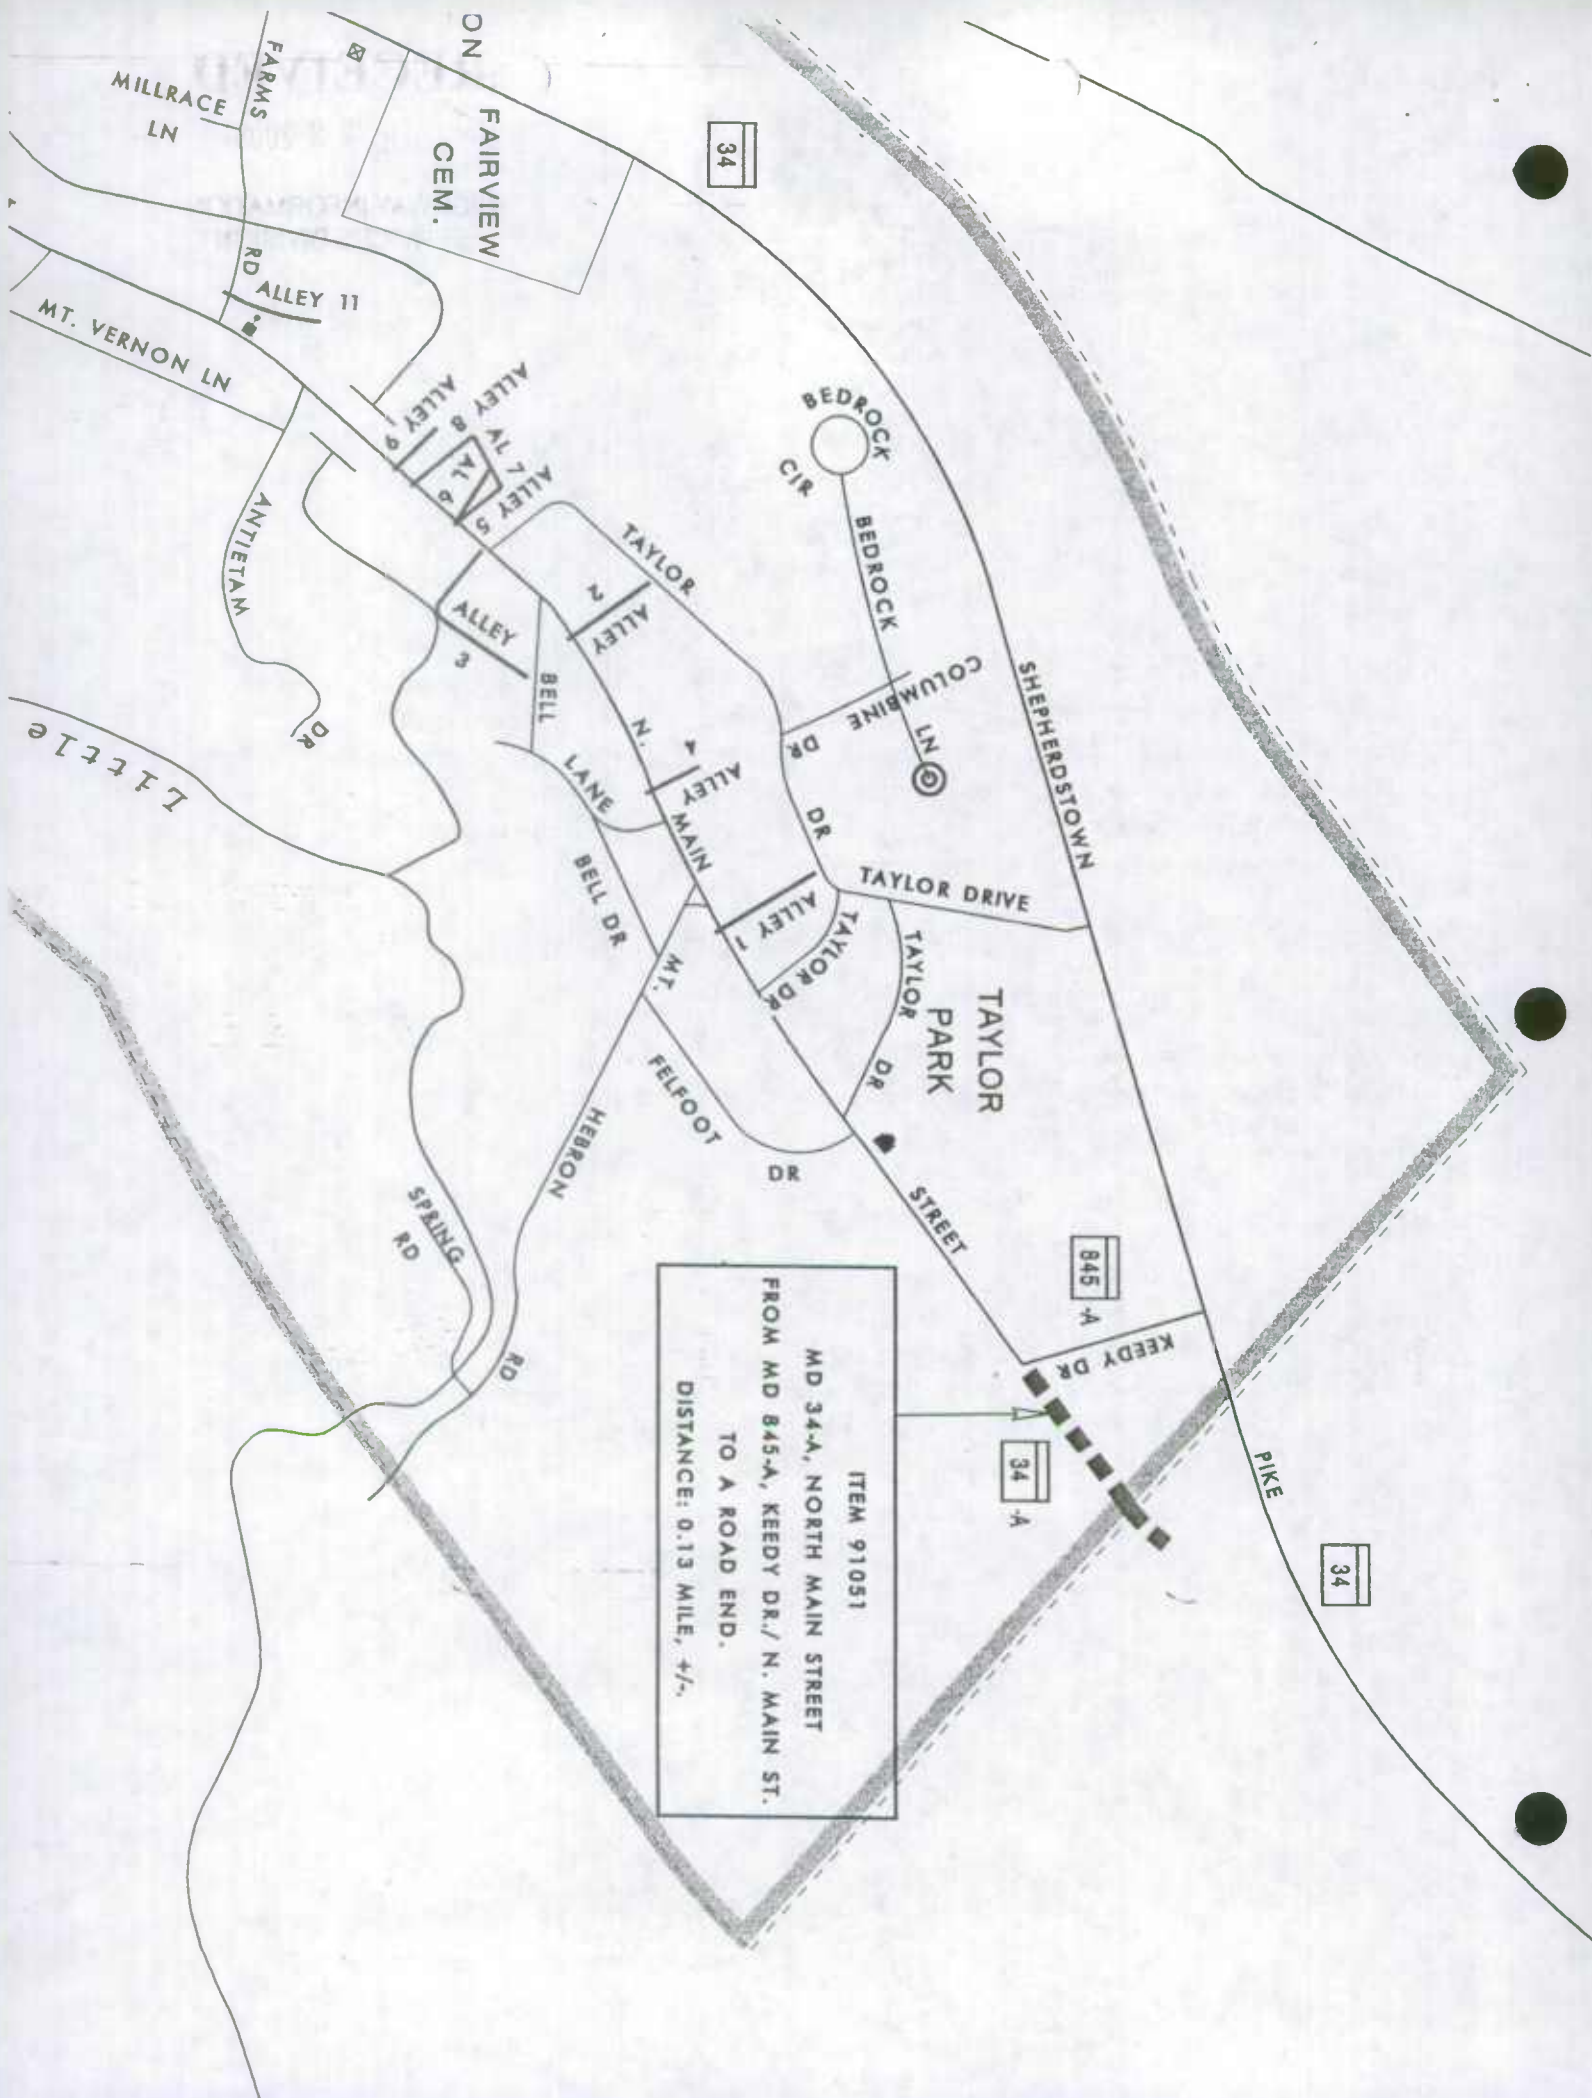 ON
FAIRVIEW
CEM.
FARMS
RD
MILLRACE
LN
ALLEY 11
MT. VERNON LN
ANTIETAM
DR
Little
34
BEDROCK
CIR
BEDROCK
LN
COLUMBINE
DR
SHEPHERDSTOWN
PIKE
34
ALLEY 9
ALLEY 8
AL 7
AL 6
ALLEY 5
TAYLOR
DR
ALLEY 2
ALLEY
3
BELL
LANE
N.
MAIN
STREET
ALLEY 4
ALLEY 1
TAYLOR DRIVE
TAYLOR DR
TAYLOR
DR
TAYLOR
PARK
BELL DR
MT.
HEBRON
RD
FELFOOT
DR
SPRING
RD
845 -A
KEEDY DR
34 -A
ITEM 91051
MD 34-A, NORTH MAIN STREET
FROM MD 845-A, KEEDY DR./ N. MAIN ST.
TO A ROAD END.
DISTANCE: 0.13 MILE, +/-.